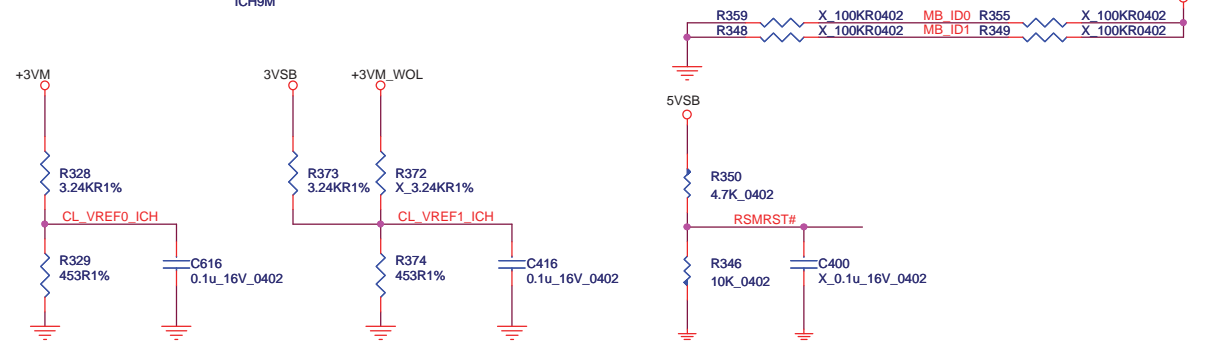 ICH9M
R359 X_100KR0402 MB_ID0 R355 X_100KR0402
R348 X_100KR0402 MB_ID1 R349 X_100KR0402
+3VM 3VSB +3VM_WOL
5VSB
R328
3.24KR1%
R373
3.24KR1%
R372
X_3.24KR1%
R350
4.7K_0402
CL_VREF0_ICH
CL_VREF1_ICH
RSMRST#
R329
453R1%
C616
0.1u_16V_0402
R374
453R1%
C416
0.1u_16V_0402
R346
10K_0402
C400
X_0.1u_16V_0402